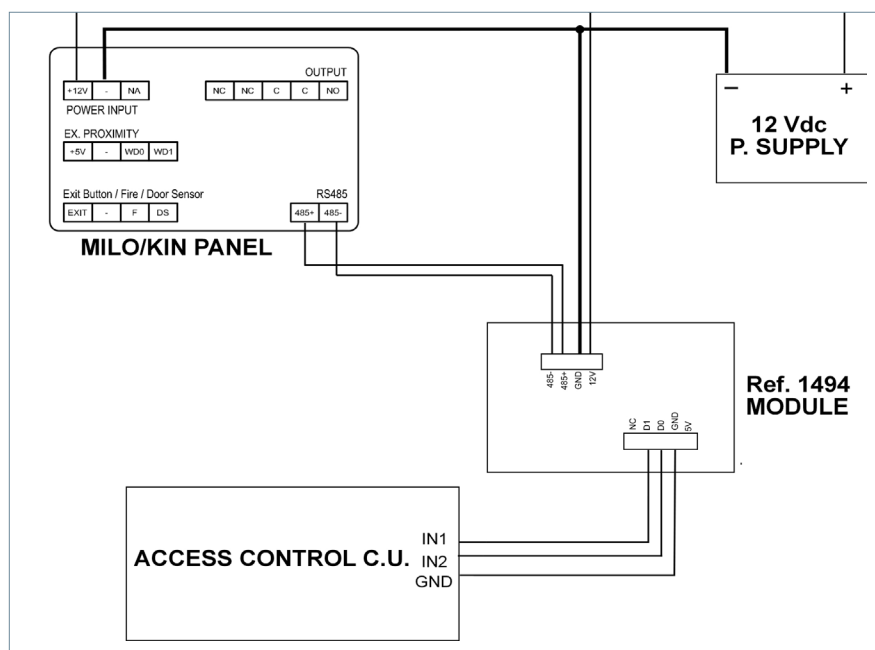 OUTPUT
+12V - NA NC NC C C NO
POWER INPUT
EX. PROXIMITY
+5V - WD0 WD1
Exit Button / Fire / Door Sensor RS485
EXIT - F DS 485+ 485-
MILO/KIN PANEL
− +
12 Vdc
P. SUPPLY
485- 485+ GND 12V
Ref. 1494
MODULE
NC D1 D0 GND 5V
ACCESS CONTROL C.U.
IN1
IN2
GND